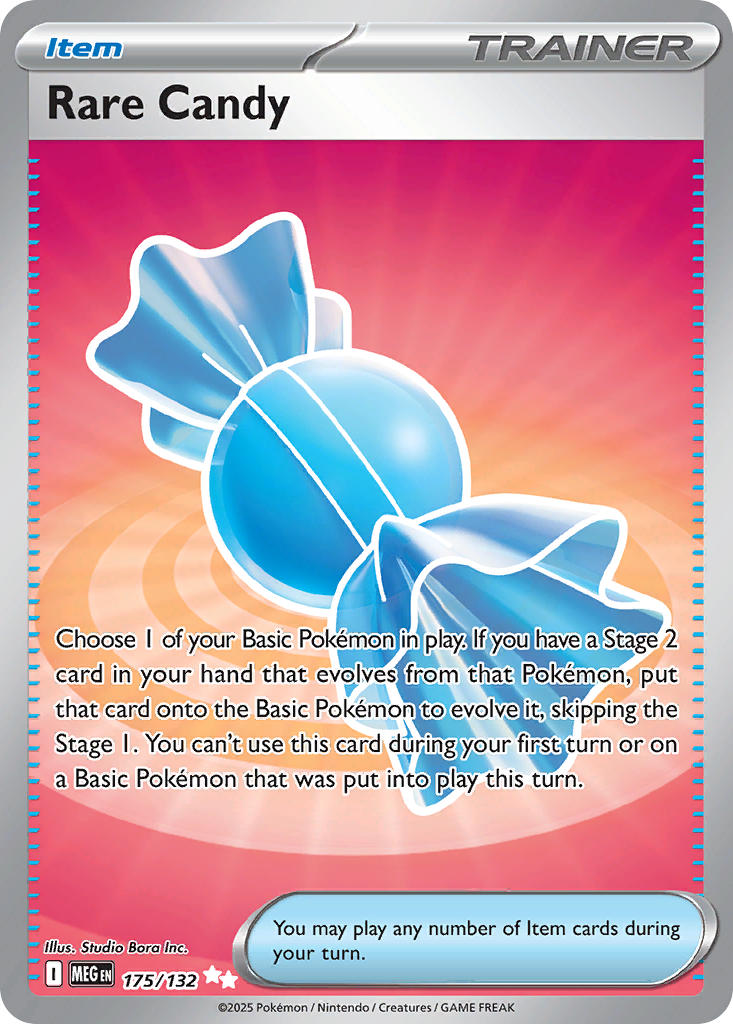 Item
TRAINER
Rare Candy
Choose 1 of your Basic Pokémon in play. If you have a Stage 2
card in your hand that evolves from that Pokémon, put
that card onto the Basic Pokémon to evolve it, skipping the
Stage 1. You can't use this card during your first turn or on
a Basic Pokémon that was put into play this turn.
You may play any number of Item cards during
your turn.
Illus. Studio Bora Inc.
I MEG EN 175/132
©2025 Pokémon / Nintendo / Creatures / GAME FREAK